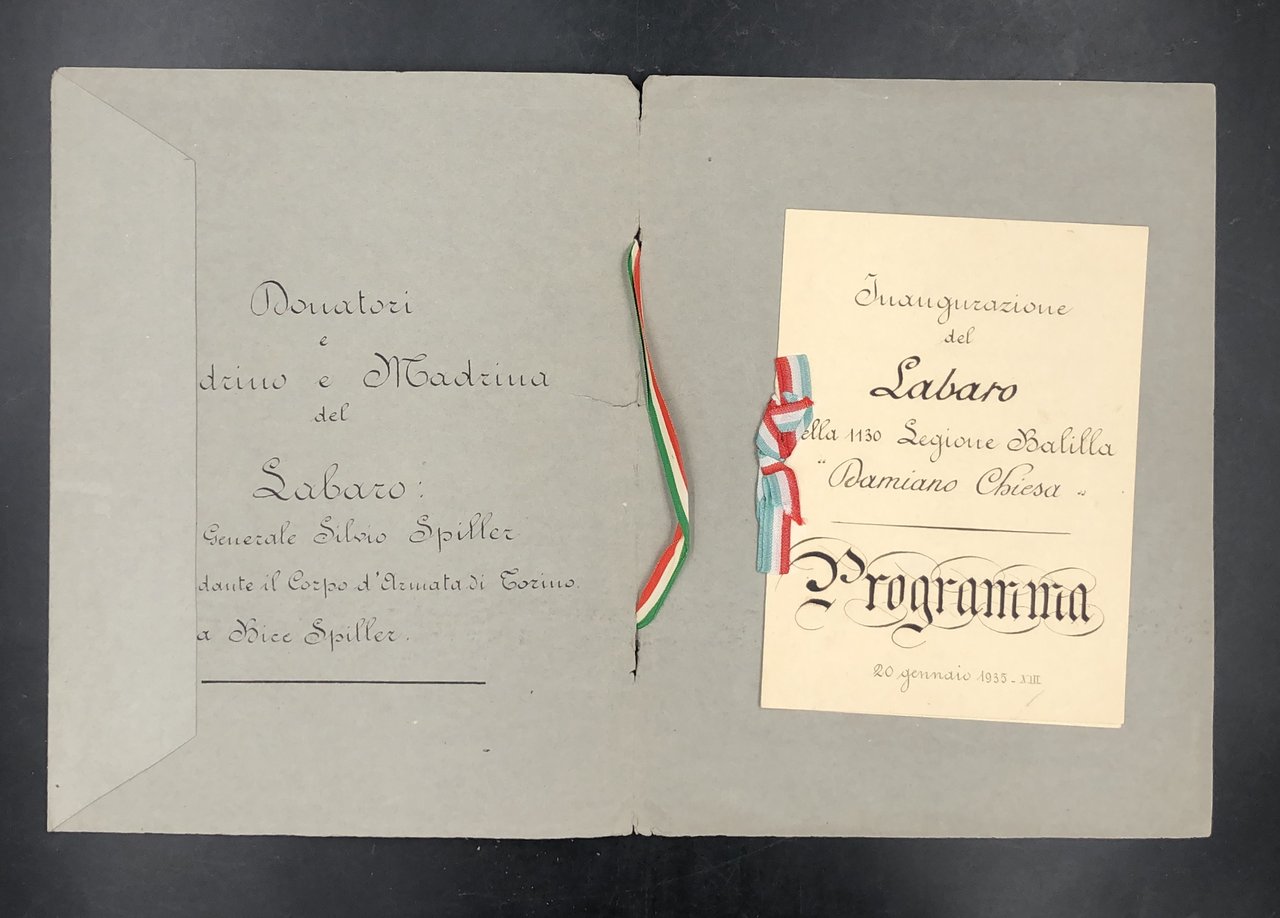 Donatori
e
drino e Madrina
del
Labaro:
Generale Silvio Spiller
dante il Corpo d'Armata di Torino.
a Bice Spiller.
Inaugurazione
del
Labaro
ella 1130 Legione Balilla
"Damiano Chiesa"
Programma
20 gennaio 1935 - XIII